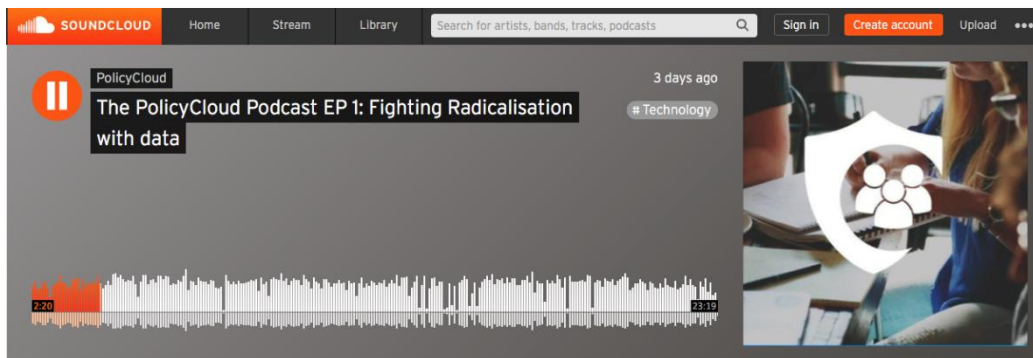 SOUNDCLOUD Home Stream Library Search for artists, bands, tracks, podcasts Sign in Create account Upload
PolicyCloud 3 days ago
The PolicyCloud Podcast EP 1: Fighting Radicalisation # Technology
with data
2:20 23:19